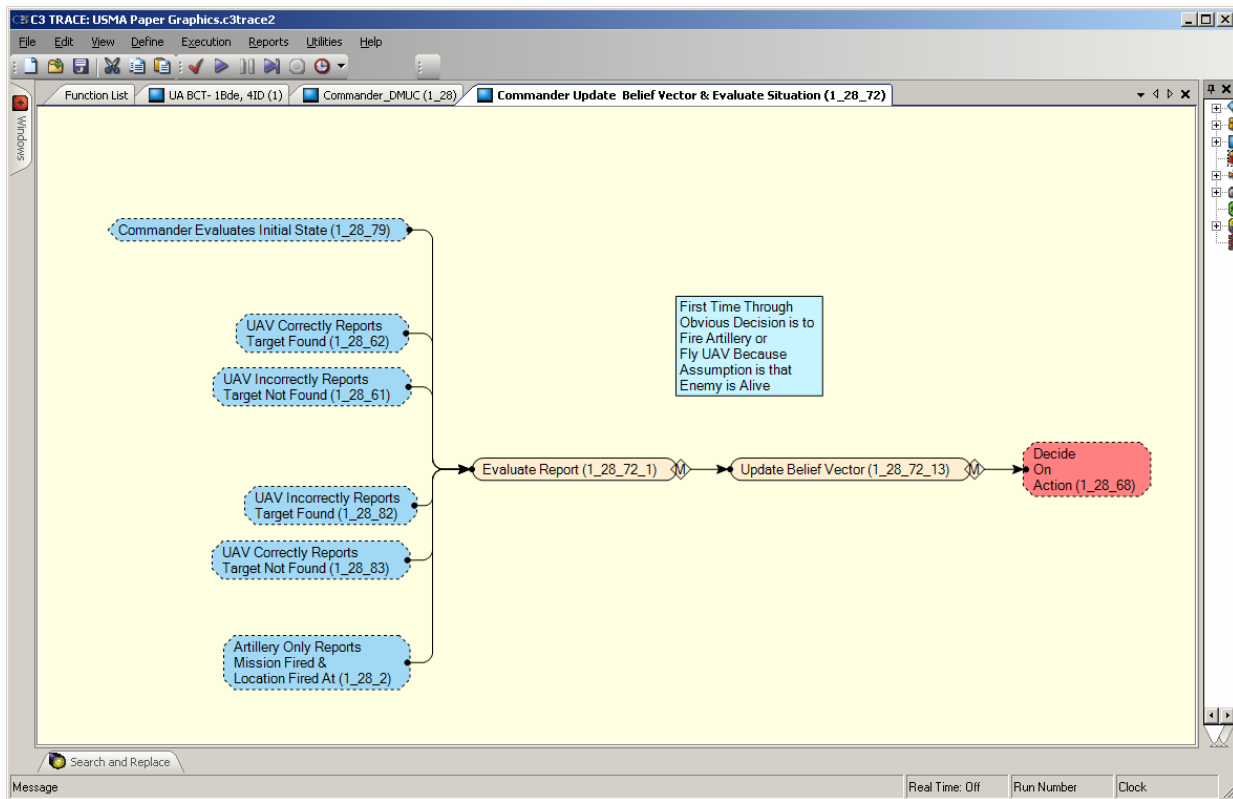 C3 TRACE: USMA Paper Graphics.c3trace2
File Edit View Define Execution Reports Utilities Help
Windows
Function List
UA BCT- 1Bde, 4ID (1)
Commander_DMUC (1_28)
Commander Update Belief Vector & Evaluate Situation (1_28_72)
Commander Evaluates Initial State (1_28_79)
UAV Correctly Reports
Target Found (1_28_62)
UAV Incorrectly Reports
Target Not Found (1_28_61)
First Time Through
Obvious Decision is to
Fire Artillery or
Fly UAV Because
Assumption is that
Enemy is Alive
Evaluate Report (1_28_72_1)
M
Update Belief Vector (1_28_72_13)
M
Decide
On
Action (1_28_68)
UAV Incorrectly Reports
Target Found (1_28_82)
UAV Correctly Reports
Target Not Found (1_28_83)
Artillery Only Reports
Mission Fired &
Location Fired At (1_28_2)
Search and Replace
Message
Real Time: Off
Run Number
Clock